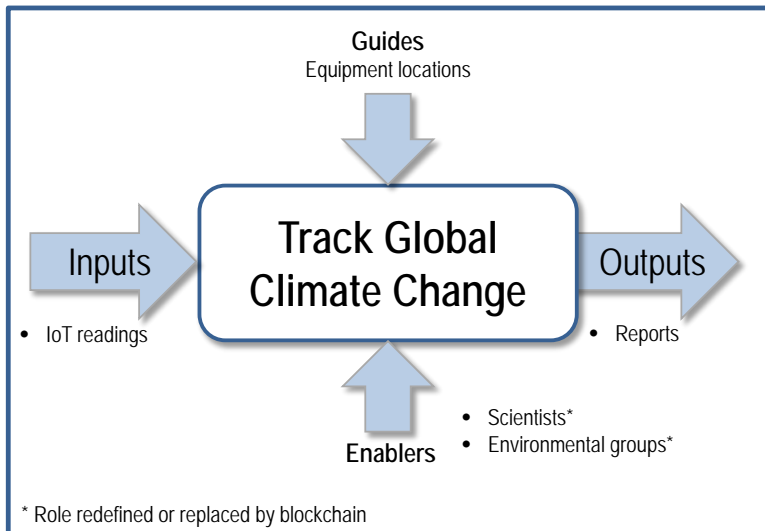 Guides
Equipment locations
Inputs
Track Global
Climate Change
Outputs
• IoT readings
• Reports
Enablers
• Scientists*
• Environmental groups*
* Role redefined or replaced by blockchain